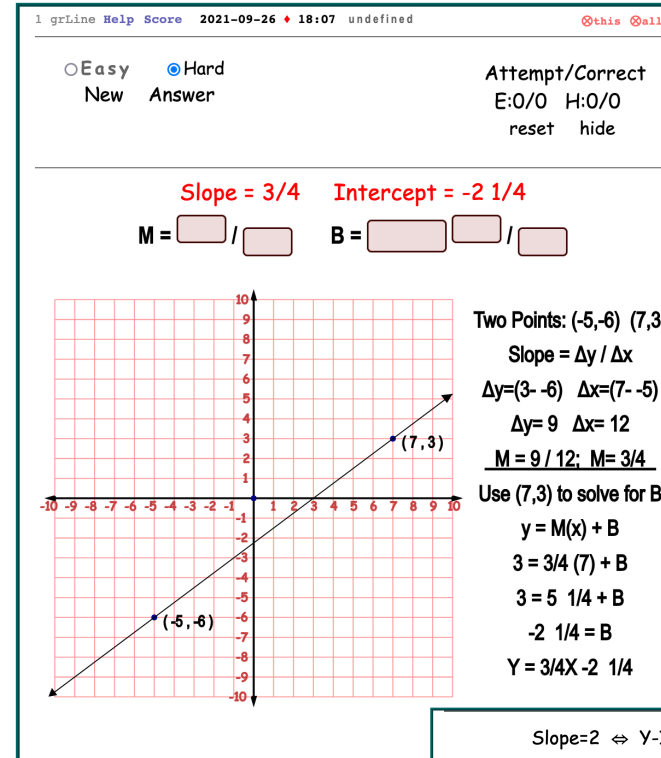 1 grLine Help Score 2021-09-26 ♦ 18:07 undefined ⊗this ⊗all
Easy Hard
New Answer
Attempt/Correct
E:0/0 H:0/0
reset hide
Slope = 3/4 Intercept = -2 1/4
M = / B = /
10
9
8
7
6
5
4
3
2
1
-10 -9 -8 -7 -6 -5 -4 -3 -2 -1 1 2 3 4 5 6 7 8 9 10
-1
-2
-3
-4
-5
-6
-7
-8
-9
-10
(7,3)
(-5,-6)
Two Points: (-5,-6) (7,3
Slope = Δy / Δx
Δy=(3- -6) Δx=(7- -5)
Δy= 9 Δx= 12
M = 9 / 12; M= 3/4
Use (7,3) to solve for B
y = M(x) + B
3 = 3/4 (7) + B
3 = 5 1/4 + B
-2 1/4 = B
Y = 3/4X -2 1/4
Slope=2 ⇔ Y-